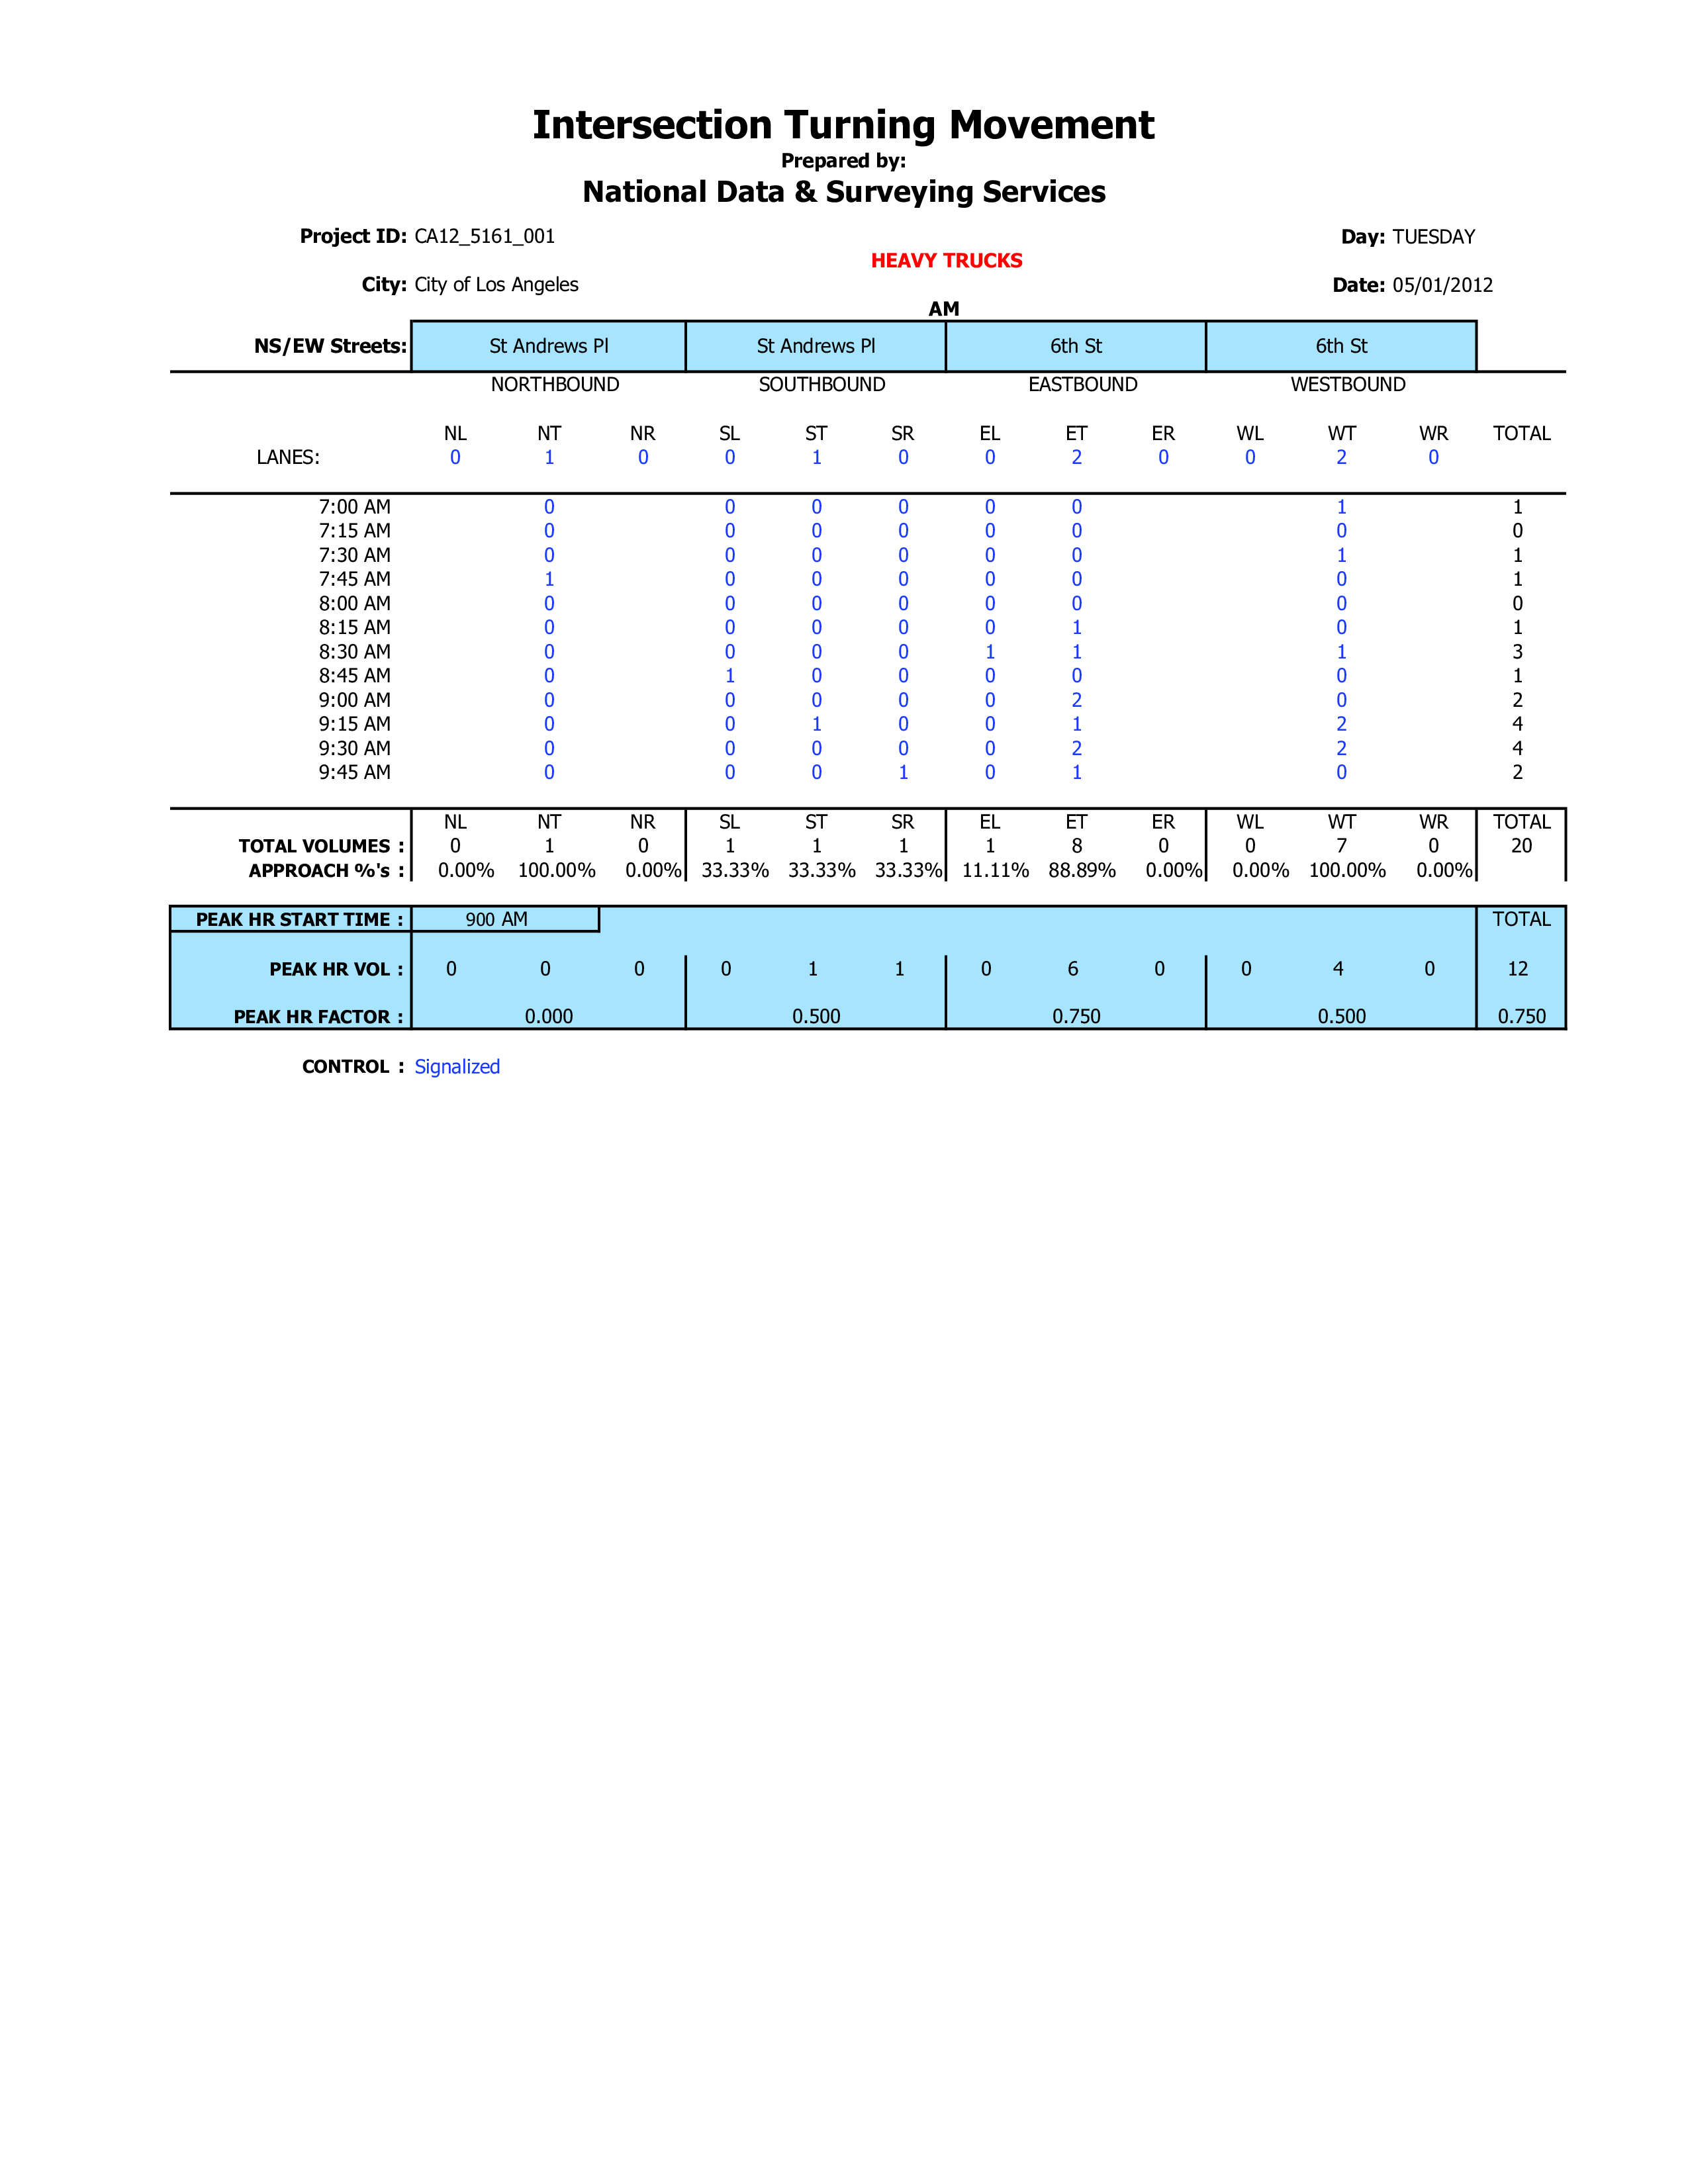 Intersection Turning Movement
Prepared by:
National Data & Surveying Services
Project ID: CA12_5161_001 Day: TUESDAY
HEAVY TRUCKS
City: City of Los Angeles Date: 05/01/2012
AM
NS/EW Streets: St Andrews Pl St Andrews Pl 6th St 6th St
NORTHBOUND SOUTHBOUND EASTBOUND WESTBOUND
NL NT NR SL ST SR EL ET ER WL WT WR TOTAL
LANES: 0 1 0 0 1 0 0 2 0 0 2 0
7:00 AM 0 0 0 0 0 0 1 1
7:15 AM 0 0 0 0 0 0 0 0
7:30 AM 0 0 0 0 0 0 1 1
7:45 AM 1 0 0 0 0 0 0 1
8:00 AM 0 0 0 0 0 0 0 0
8:15 AM 0 0 0 0 0 1 0 1
8:30 AM 0 0 0 0 1 1 1 3
8:45 AM 0 1 0 0 0 0 0 1
9:00 AM 0 0 0 0 0 2 0 2
9:15 AM 0 0 1 0 0 1 2 4
9:30 AM 0 0 0 0 0 2 2 4
9:45 AM 0 0 0 1 0 1 0 2
NL NT NR SL ST SR EL ET ER WL WT WR TOTAL
TOTAL VOLUMES : 0 1 0 1 1 1 1 8 0 0 7 0 20
APPROACH %'s : 0.00% 100.00% 0.00% 33.33% 33.33% 33.33% 11.11% 88.89% 0.00% 0.00% 100.00% 0.00%
PEAK HR START TIME : 900 AM TOTAL
PEAK HR VOL : 0 0 0 0 1 1 0 6 0 0 4 0 12
PEAK HR FACTOR : 0.000 0.500 0.750 0.500 0.750
CONTROL : Signalized